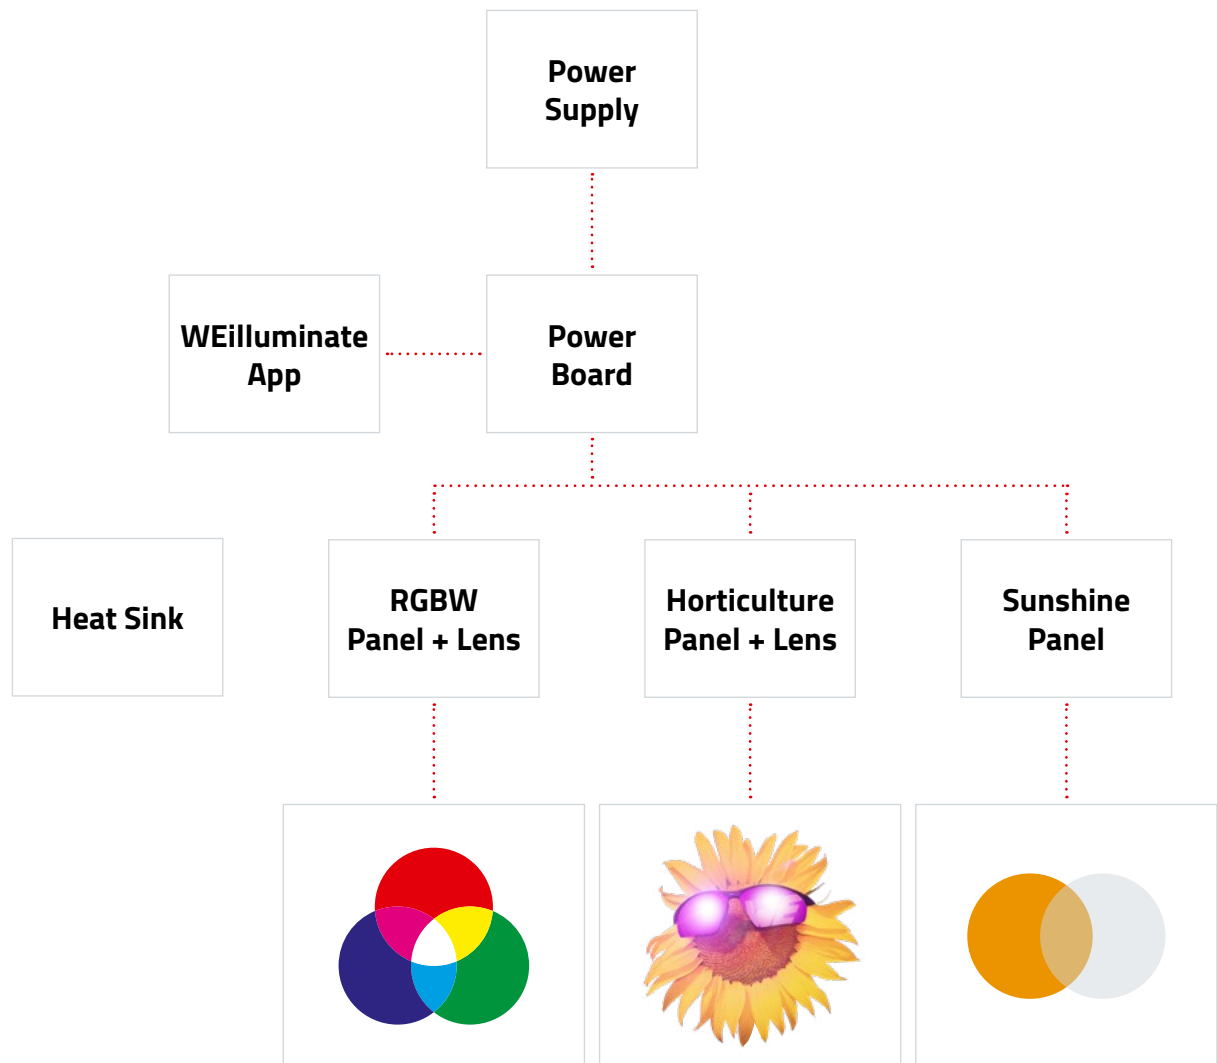 Power
Supply
WEilluminate
App
Power
Board
Heat Sink
RGBW
Panel + Lens
Horticulture
Panel + Lens
Sunshine
Panel